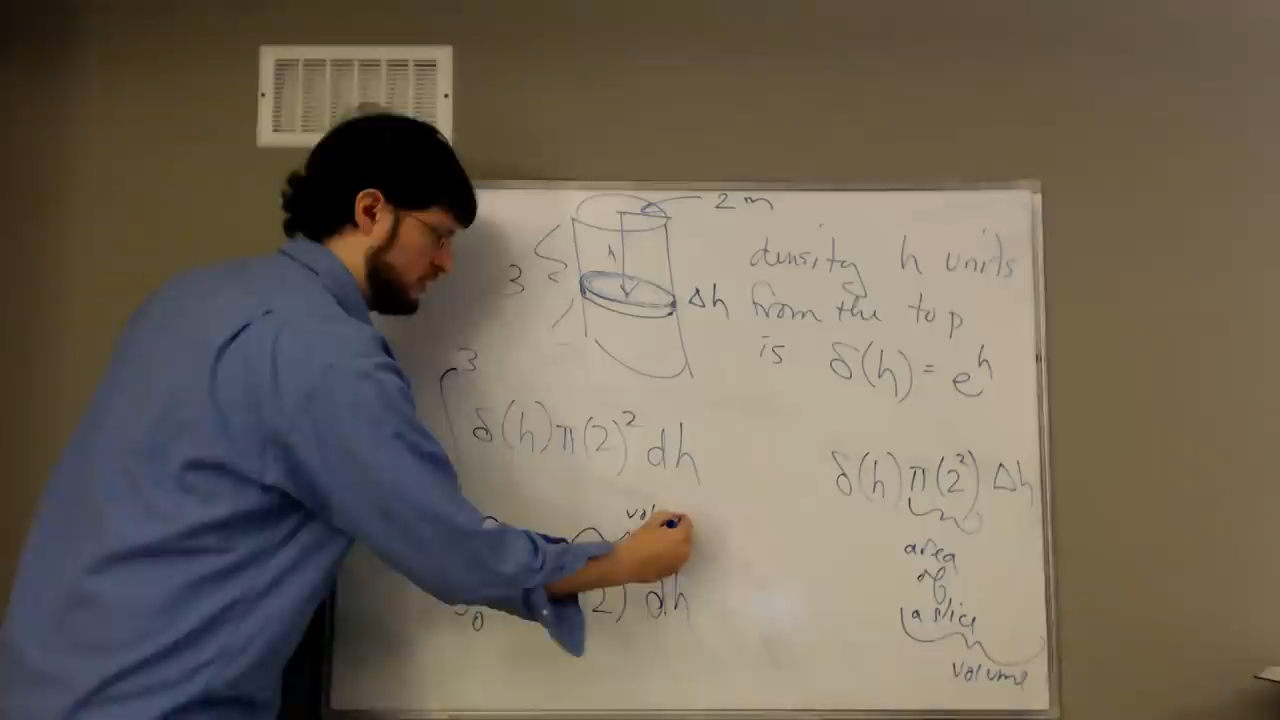 2 m
h
3
Δh
density h units
from the top
is δ(h) = e^h
3
δ(h)π(2)² dh
δ(h)π(2²) Δh
area
of
a slice
volume
vol
0
2) dh